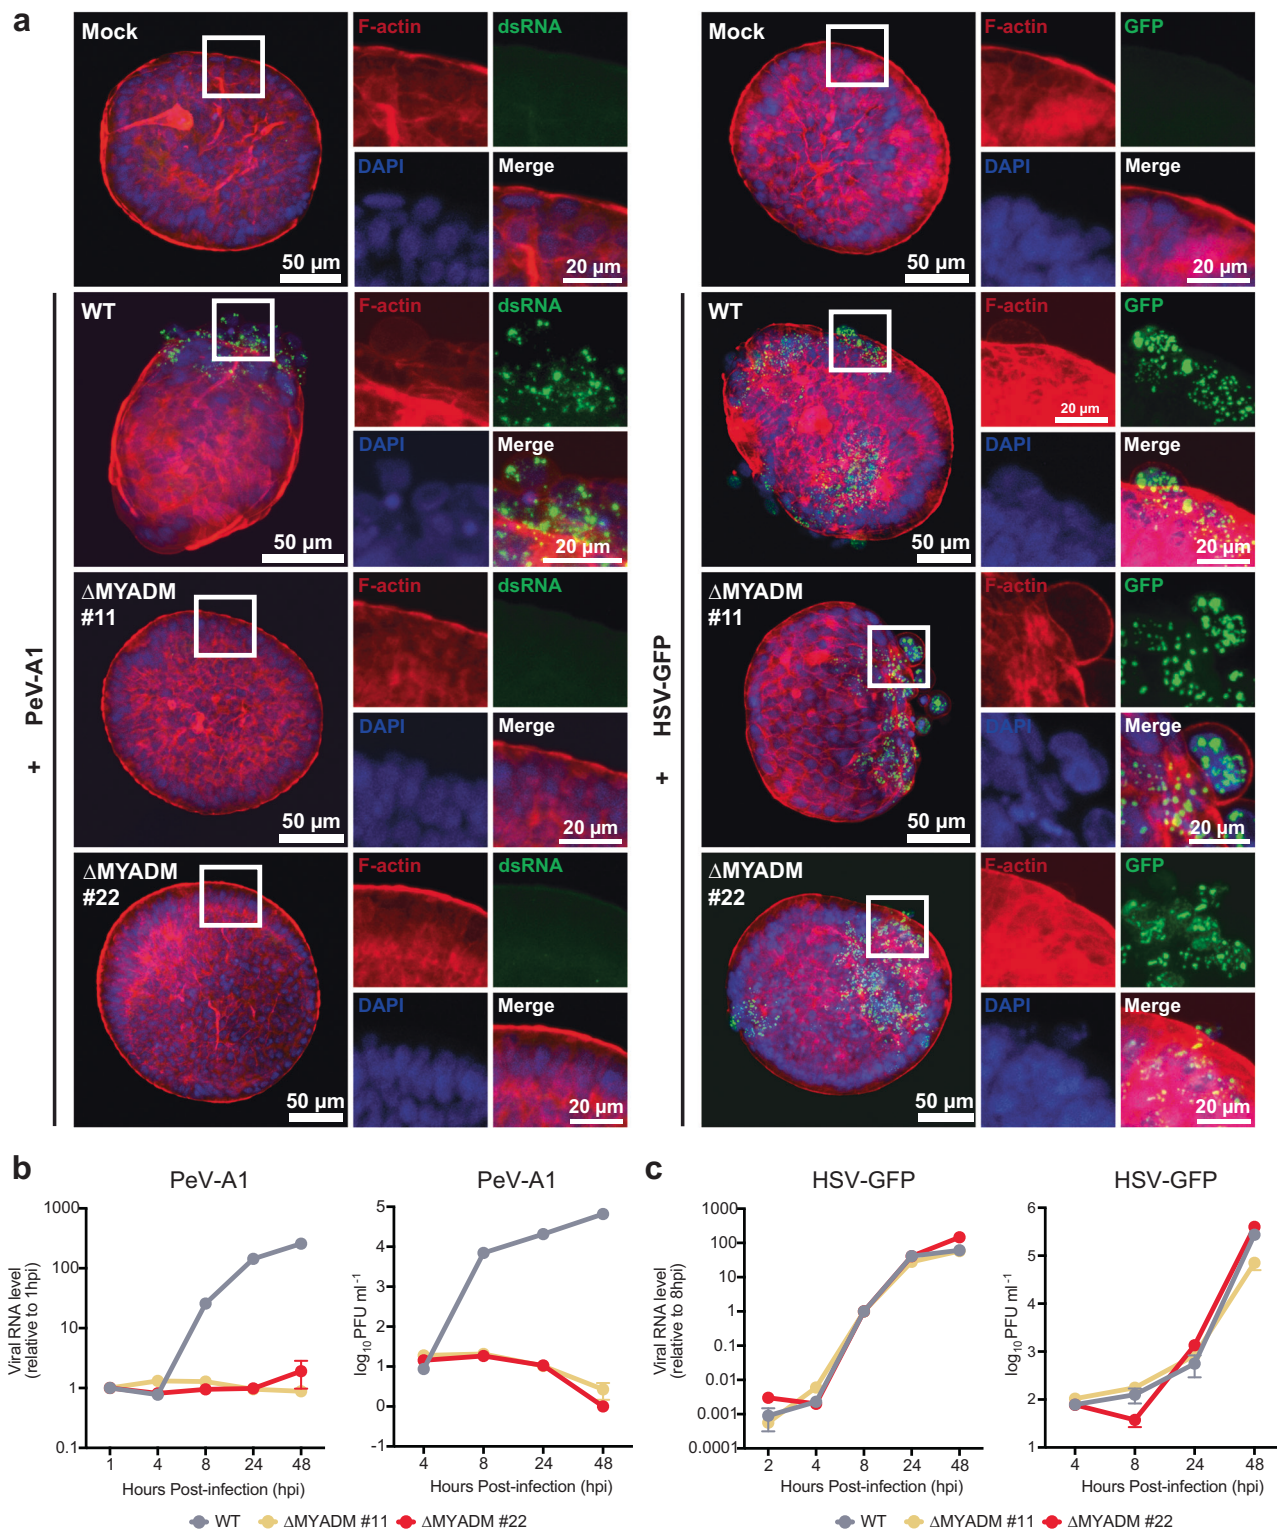 a
Mock
F-actin
dsRNA
DAPI
Merge
50 µm
20 µm
Mock
F-actin
GFP
DAPI
Merge
50 µm
20 µm
+ PeV-A1
WT
F-actin
dsRNA
DAPI
Merge
50 µm
20 µm
+ HSV-GFP
WT
F-actin
20 µm
GFP
DAPI
Merge
50 µm
20 µm
ΔMYADM
#11
F-actin
dsRNA
DAPI
Merge
50 µm
20 µm
ΔMYADM
#11
F-actin
GFP
DAPI
Merge
50 µm
20 µm
ΔMYADM
#22
F-actin
dsRNA
DAPI
Merge
50 µm
20 µm
ΔMYADM
#22
F-actin
GFP
DAPI
Merge
50 µm
20 µm
b
PeV-A1
Viral RNA level
(relative to 1hpi)
1000
100
10
1
0.1
1 4 8 24 48
Hours Post-infection (hpi)
PeV-A1
log10 PFU ml-1
5
4
3
2
1
0
-1
4 8 24 48
Hours Post-infection (hpi)
WT ΔMYADM #11 ΔMYADM #22
c
HSV-GFP
Viral RNA level
(relative to 8hpi)
1000
100
10
1
0.1
0.01
0.001
0.0001
2 4 8 24 48
Hours Post-infection (hpi)
HSV-GFP
log10 PFU ml-1
6
5
4
3
2
1
4 8 24 48
Hours Post-infection (hpi)
WT ΔMYADM #11 ΔMYADM #22